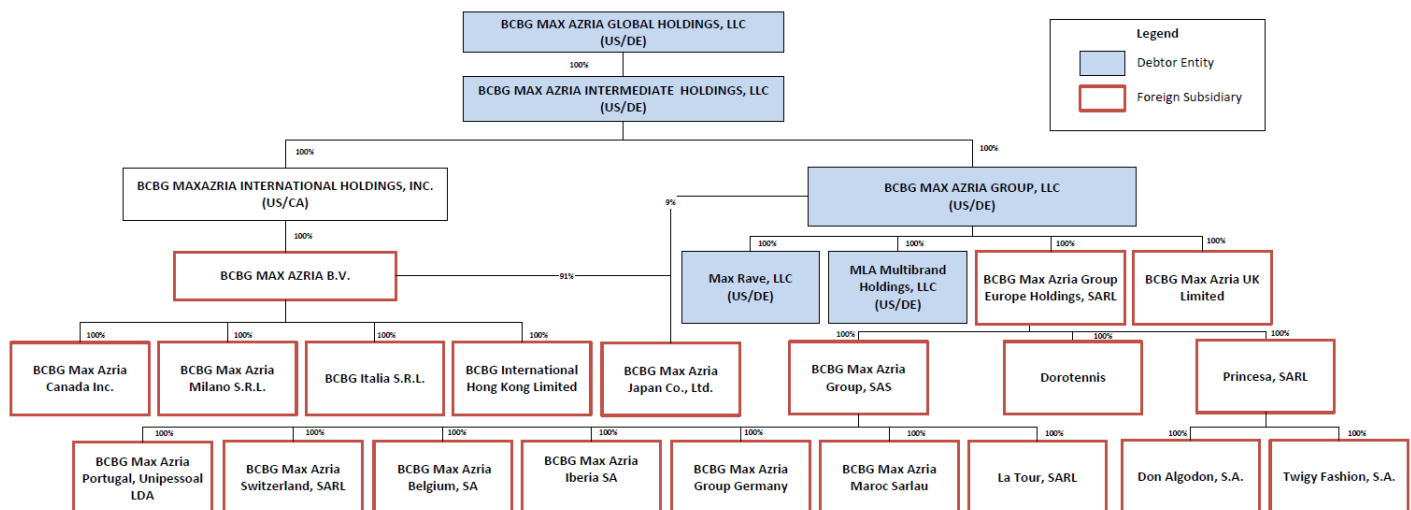 BCBG MAX AZRIA GLOBAL HOLDINGS, LLC
(US/DE)
Legend
Debtor Entity
Foreign Subsidiary
100%
BCBG MAX AZRIA INTERMEDIATE HOLDINGS, LLC
(US/DE)
100%
100%
BCBG MAXAZRIA INTERNATIONAL HOLDINGS, INC.
(US/CA)
BCBG MAX AZRIA GROUP, LLC
(US/DE)
9%
100%
100%
100%
100%
100%
BCBG MAX AZRIA B.V.
91%
Max Rave, LLC
(US/DE)
MLA Multibrand
Holdings, LLC
(US/DE)
BCBG Max Azria Group
Europe Holdings, SARL
BCBG Max Azria UK
Limited
100%
100%
100%
100%
100%
100%
100%
BCBG Max Azria
Canada Inc.
BCBG Max Azria
Milano S.R.L.
BCBG Italia S.R.L.
BCBG International
Hong Kong Limited
BCBG Max Azria
Japan Co., Ltd.
BCBG Max Azria
Group, SAS
Dorotennis
Princesa, SARL
100%
100%
100%
100%
100%
100%
100%
100%
100%
BCBG Max Azria
Portugal, Unipessoal
LDA
BCBG Max Azria
Switzerland, SARL
BCBG Max Azria
Belgium, SA
BCBG Max Azria
Iberia SA
BCBG Max Azria
Group Germany
BCBG Max Azria
Maroc Sarlau
La Tour, SARL
Don Algodon, S.A.
Twigy Fashion, S.A.